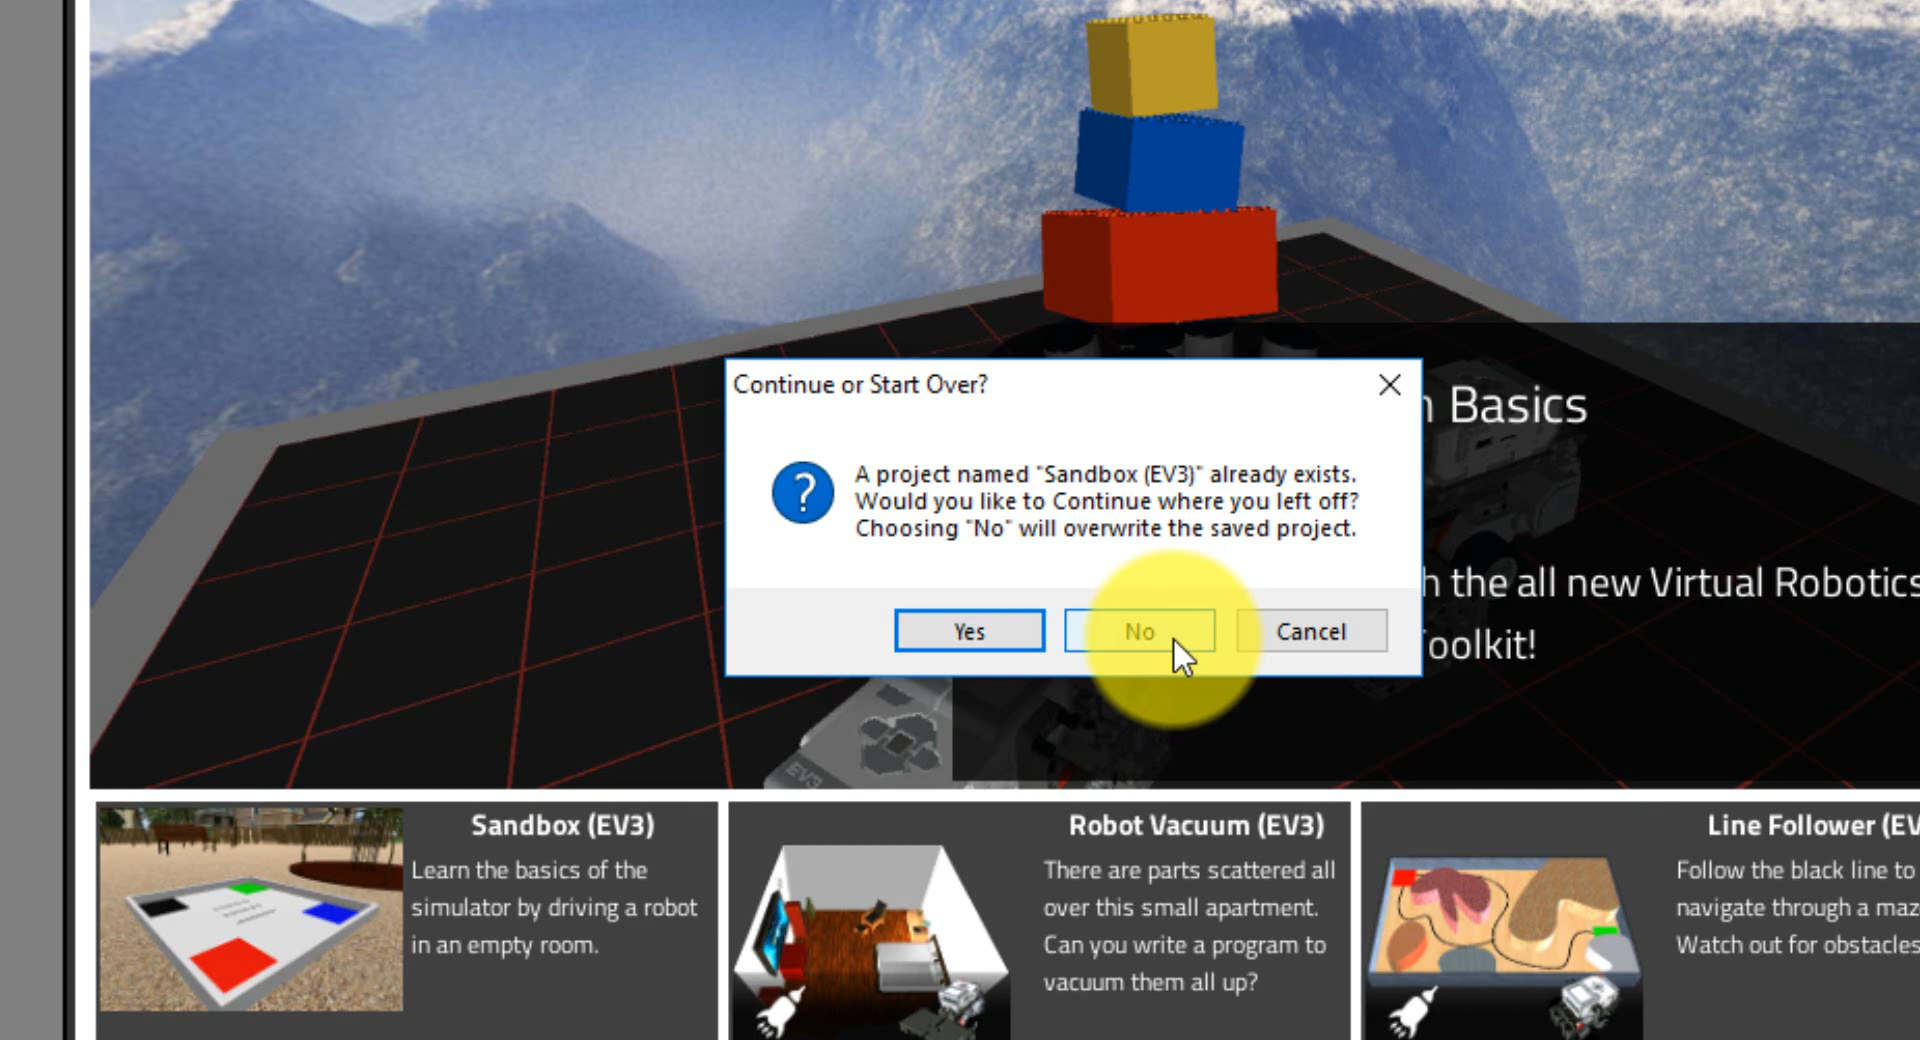 Continue or Start Over?
Basics
A project named "Sandbox (EV3)" already exists.
Would you like to Continue where you left off?
Choosing "No" will overwrite the saved project.
the all new Virtual Robotics
oolkit!
Yes
No
Cancel
EV3
Sandbox (EV3)
Learn the basics of the
simulator by driving a robot
in an empty room.
Robot Vacuum (EV3)
There are parts scattered all
over this small apartment.
Can you write a program to
vacuum them all up?
Line Follower (EV
Follow the black line to
navigate through a maz
Watch out for obstacles